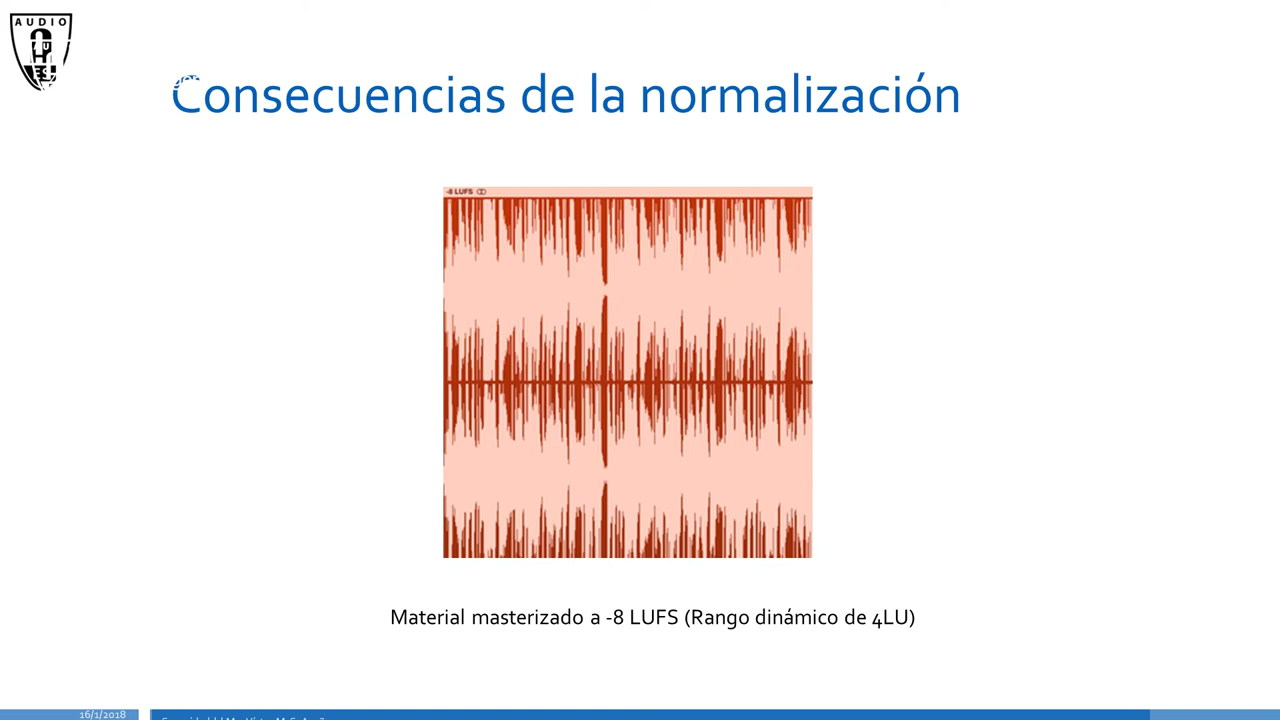 AUDIO
Consecuencias de la normalización
-8 LUFS
Material masterizado a -8 LUFS (Rango dinámico de 4LU)
16/1/2018